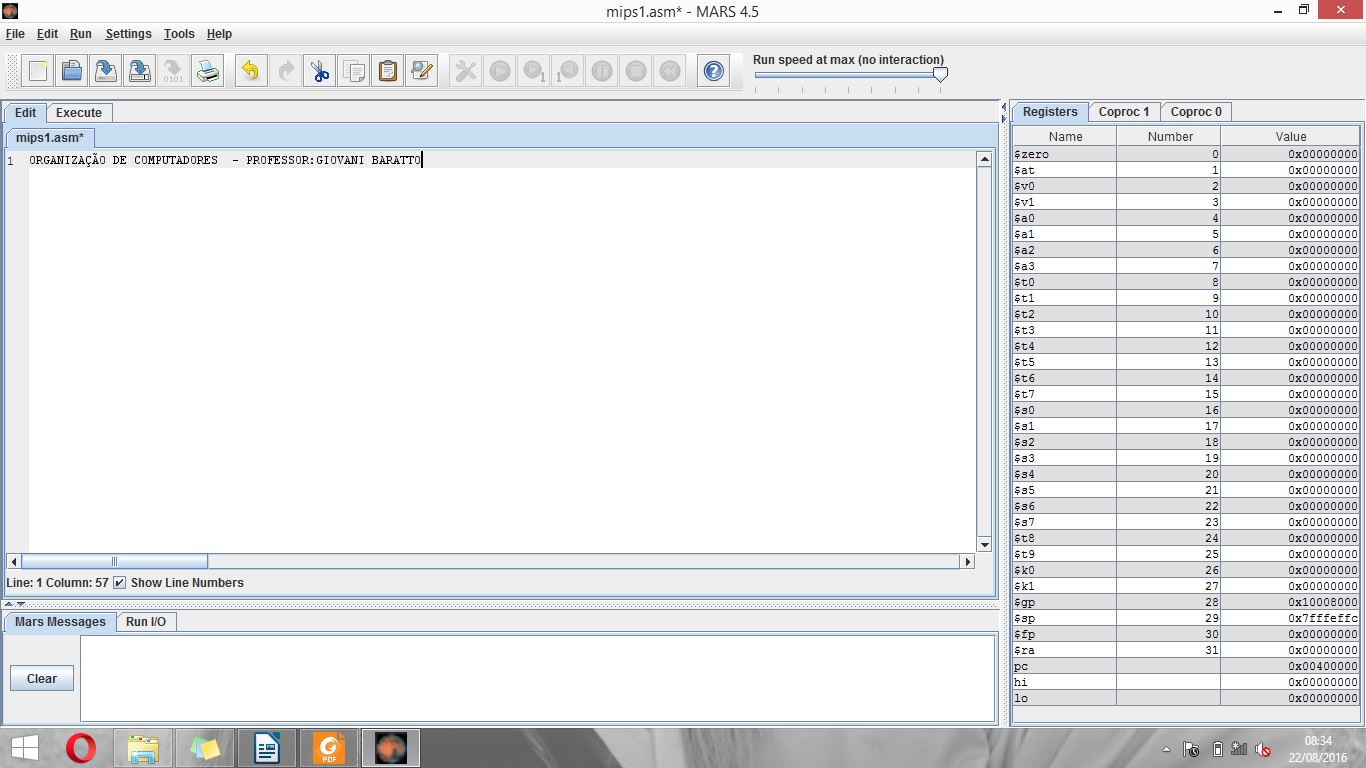 mips1.asm* - MARS 4.5
File Edit Run Settings Tools Help
Run speed at max (no interaction)
Edit Execute
mips1.asm*
1 ORGANIZAÇÃO DE COMPUTADORES  - PROFESSOR:GIOVANI BARATTO
Line: 1 Column: 57 Show Line Numbers
Mars Messages Run I/O
Clear
Registers Coproc 1 Coproc 0
Name Number Value
$zero 0 0x00000000
$at 1 0x00000000
$v0 2 0x00000000
$v1 3 0x00000000
$a0 4 0x00000000
$a1 5 0x00000000
$a2 6 0x00000000
$a3 7 0x00000000
$t0 8 0x00000000
$t1 9 0x00000000
$t2 10 0x00000000
$t3 11 0x00000000
$t4 12 0x00000000
$t5 13 0x00000000
$t6 14 0x00000000
$t7 15 0x00000000
$s0 16 0x00000000
$s1 17 0x00000000
$s2 18 0x00000000
$s3 19 0x00000000
$s4 20 0x00000000
$s5 21 0x00000000
$s6 22 0x00000000
$s7 23 0x00000000
$t8 24 0x00000000
$t9 25 0x00000000
$k0 26 0x00000000
$k1 27 0x00000000
$gp 28 0x10008000
$sp 29 0x7fffeffc
$fp 30 0x00000000
$ra 31 0x00000000
pc 0x00400000
hi 0x00000000
lo 0x00000000
PDF
08:34
22/08/2016